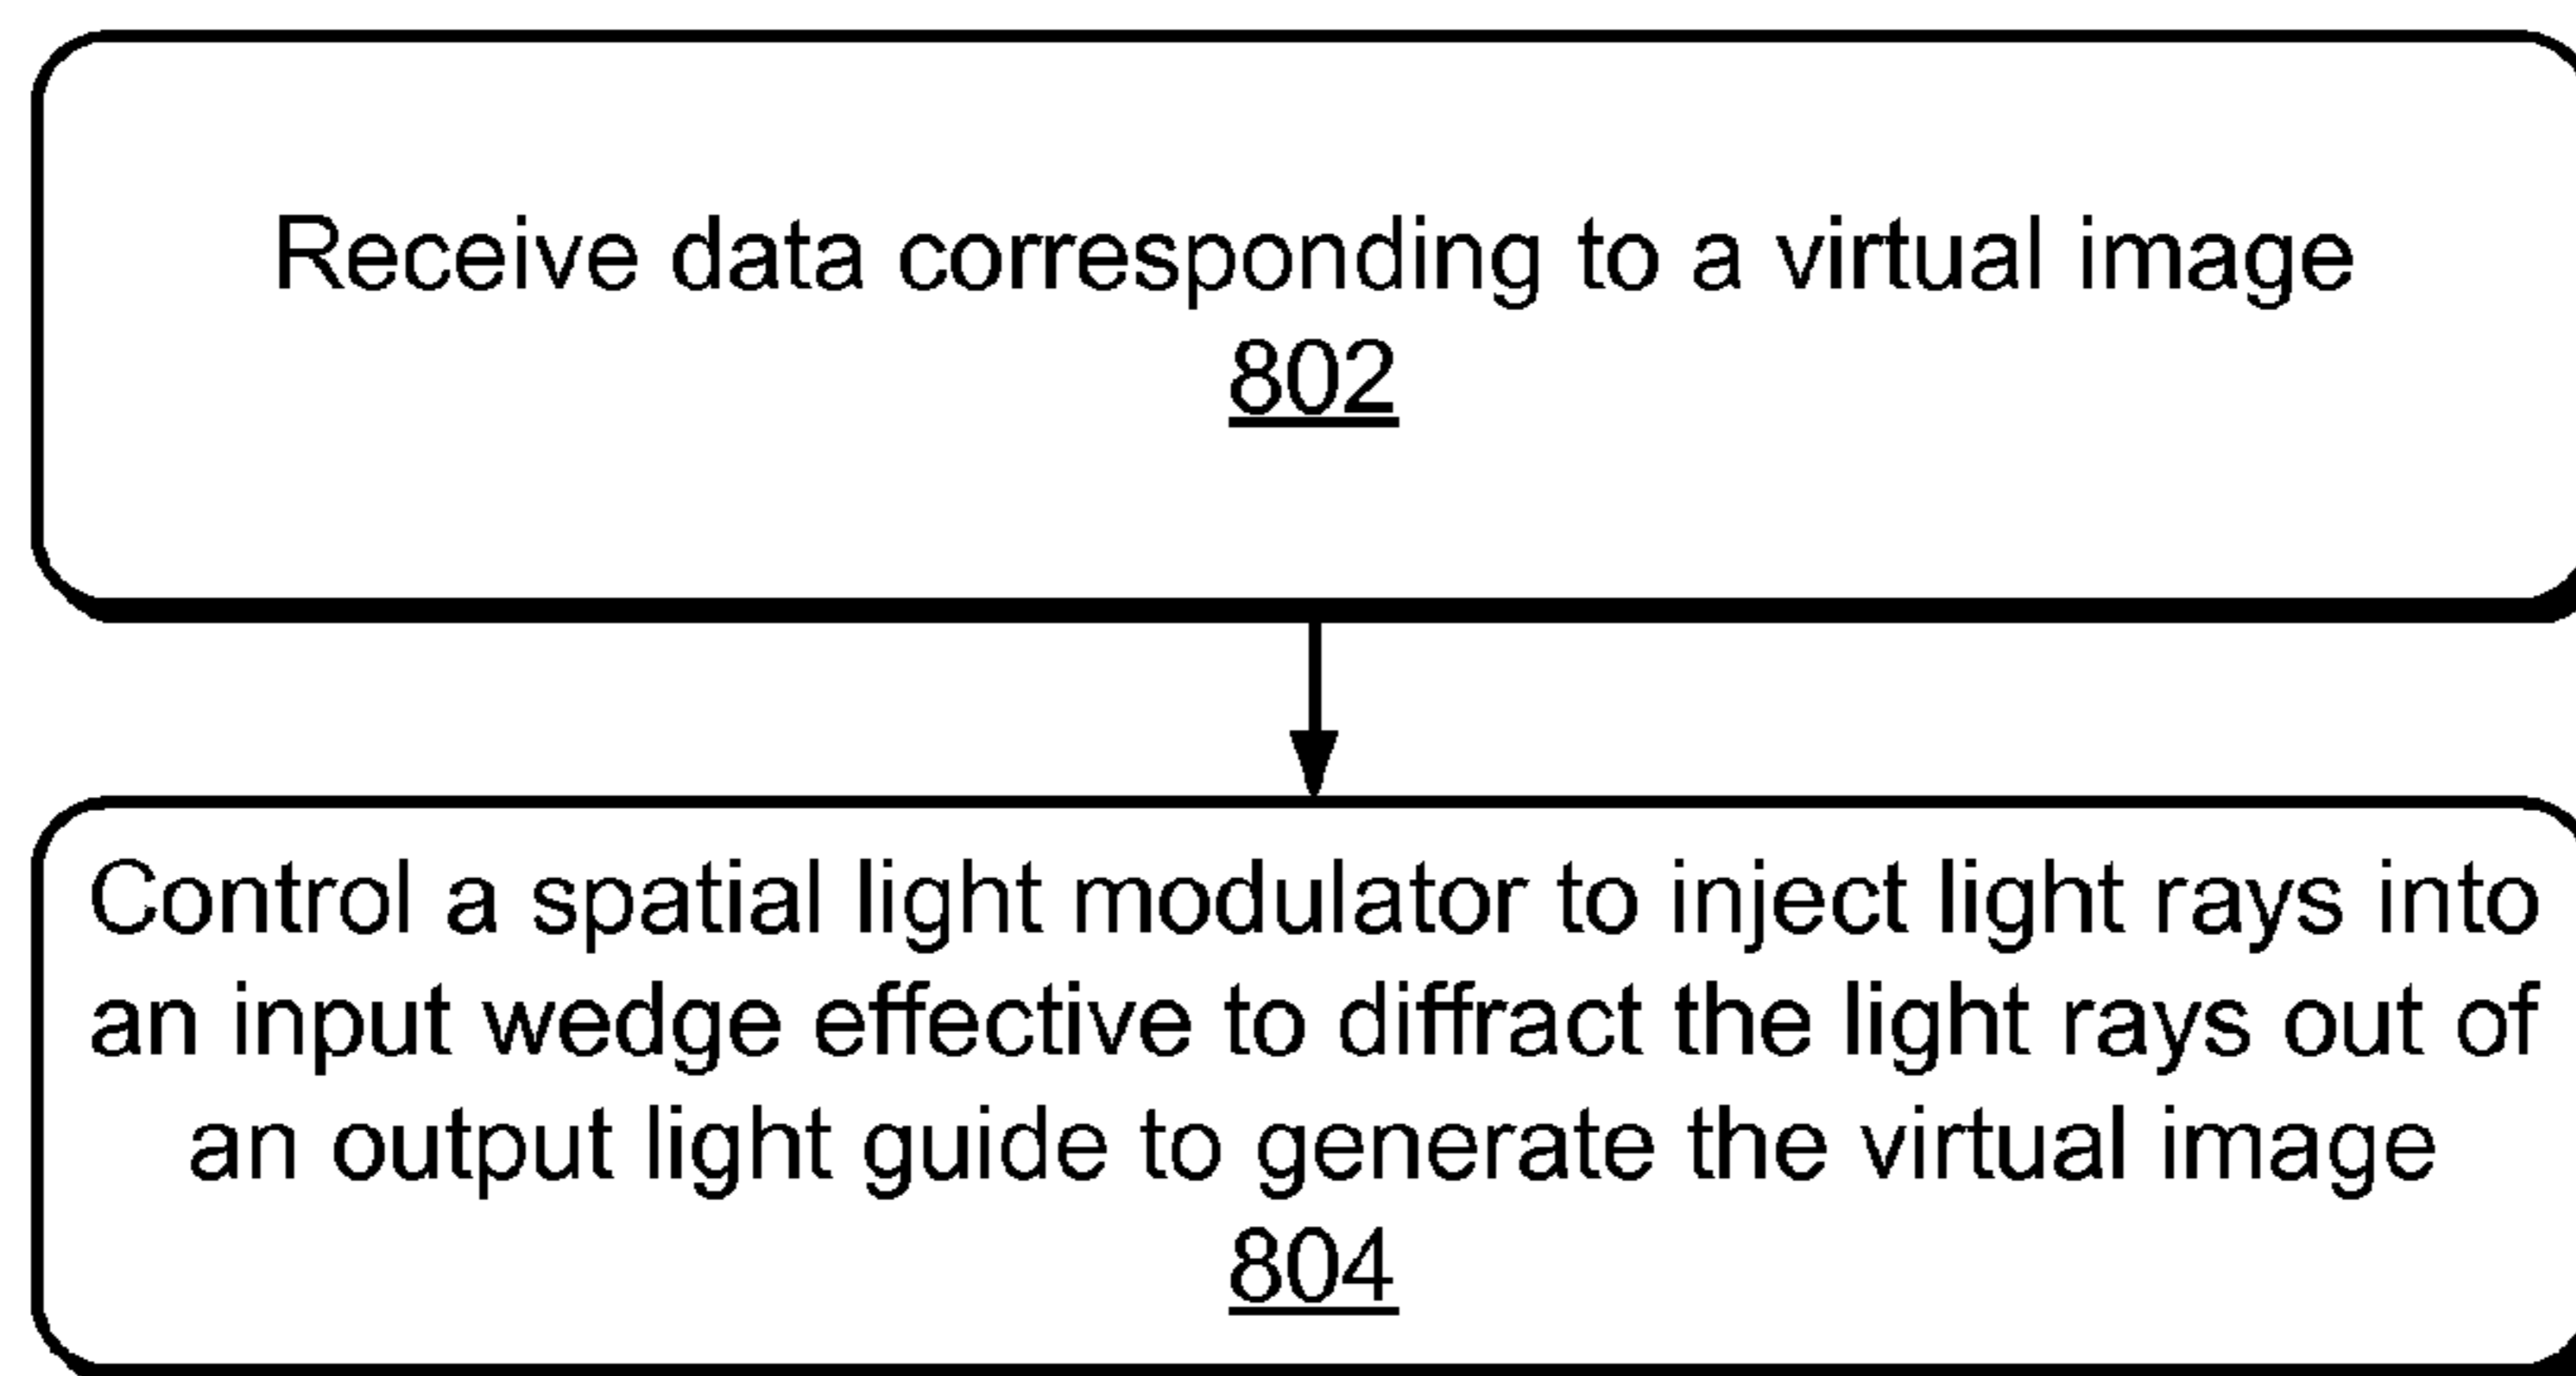 Receive data corresponding to a virtual image
802
Control a spatial light modulator to inject light rays into
an input wedge effective to diffract the light rays out of
an output light guide to generate the virtual image
804